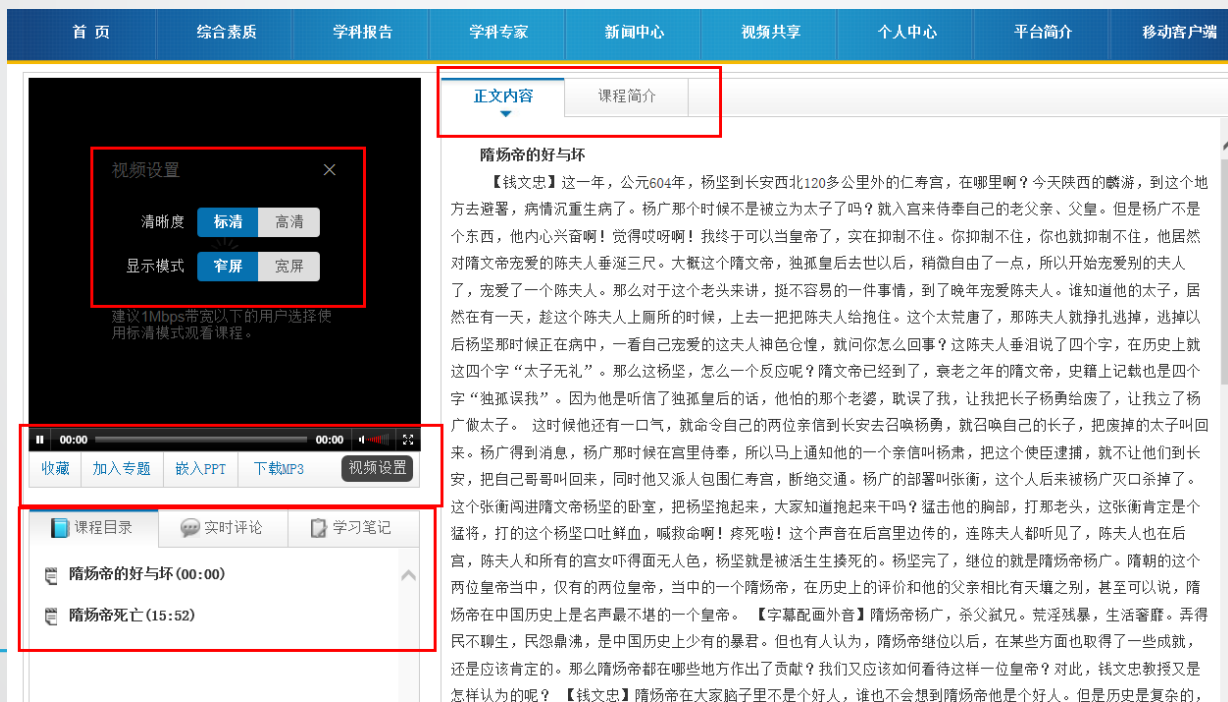 首 页 综合素质 学科报告 学科专家 新闻中心 视频共享 个人中心 平台简介 移动客户端
视频设置 ×
清晰度 标清 高清
显示模式 窄屏 宽屏
建议1Mbps带宽以下的用户选择使
用标清模式观看课程。
00:00 00:00
收藏 加入专题 嵌入PPT 下载MP3 视频设置
课程目录 实时评论 学习笔记
隋炀帝的好与坏(00:00)
隋炀帝死亡(15:52)
正文内容 课程简介
隋炀帝的好与坏
【钱文忠】这一年，公元604年，杨坚到长安西北120多公里外的仁寿宫，在哪里啊？今天陕西的麟游，到这个地
方去避署，病情沉重生病了。杨广那个时候不是被立为太子了吗？就入宫来侍奉自己的老父亲、父皇。但是杨广不是
个东西，他内心兴奋啊！觉得哎呀啊！我终于可以当皇帝了，实在抑制不住。你抑制不住，你也就抑制不住，他居然
对隋文帝宠爱的陈夫人垂涎三尺。大概这个隋文帝，独孤皇后去世以后，稍微自由了一点，所以开始宠爱别的夫人
了，宠爱了一个陈夫人。那么对于这个老头来讲，挺不容易的一件事情，到了晚年宠爱陈夫人。谁知道他的太子，居
然在有一天，趁这个陈夫人上厕所的时候，上去一把把陈夫人给抱住。这个太荒唐了，那陈夫人就挣扎逃掉，逃掉以
后杨坚那时候正在病中，一看自己宠爱的这夫人神色仓惶，就问你怎么回事？这陈夫人垂泪说了四个字，在历史上就
这四个字“太子无礼”。那么这杨坚，怎么一个反应呢？隋文帝已经到了，衰老之年的隋文帝，史籍上记载也是四个
字“独孤误我”。因为他是听信了独孤皇后的话，他怕的那个老婆，耽误了我，让我把长子杨勇给废了，让我立了杨
广做太子。 这时候他还有一口气，就命令自己的两位亲信到长安去召唤杨勇，就召唤自己的长子，把废掉的太子叫回
来。杨广得到消息，杨广那时候在宫里侍奉，所以马上通知他的一个亲信叫杨素，把这个使臣逮捕，就不让他们到长
安，把自己哥哥叫回来，同时他又派人包围仁寿宫，断绝交通。杨广的部署叫张衡，这个人后来被杨广灭口杀掉了。
这个张衡闯进隋文帝杨坚的卧室，把杨坚抱起来，大家知道抱起来干吗？猛击他的胸部，打那老头，这张衡肯定是个
猛将，打的这个杨坚口吐鲜血，喊救命啊！疼死啦！这个声音在后宫里边传的，连陈夫人都听见了，陈夫人也在后
宫，陈夫人和所有的宫女吓得面无人色，杨坚就是被活生生揍死的。杨坚完了，继位的就是隋炀帝杨广。隋朝的这个
两位皇帝当中，仅有的两位皇帝，当中的一个隋炀帝，在历史上的评价和他的父亲相比有天壤之别，甚至可以说，隋
炀帝在中国历史上是名声最不堪的一个皇帝。 【字幕配画外音】隋炀帝杨广，杀父弑兄。荒淫残暴，生活奢靡。弄得
民不聊生，民怨鼎沸，是中国历史上少有的暴君。但也有人认为，隋炀帝继位以后，在某些方面也取得了一些成就，
还是应该肯定的。那么隋炀帝都在哪些地方作出了贡献？我们又应该如何看待这样一位皇帝？对此，钱文忠教授又是
怎样认为的呢？ 【钱文忠】隋炀帝在大家脑子里不是个好人，谁也不会想到隋炀帝他是个好人。但是历史是复杂的，